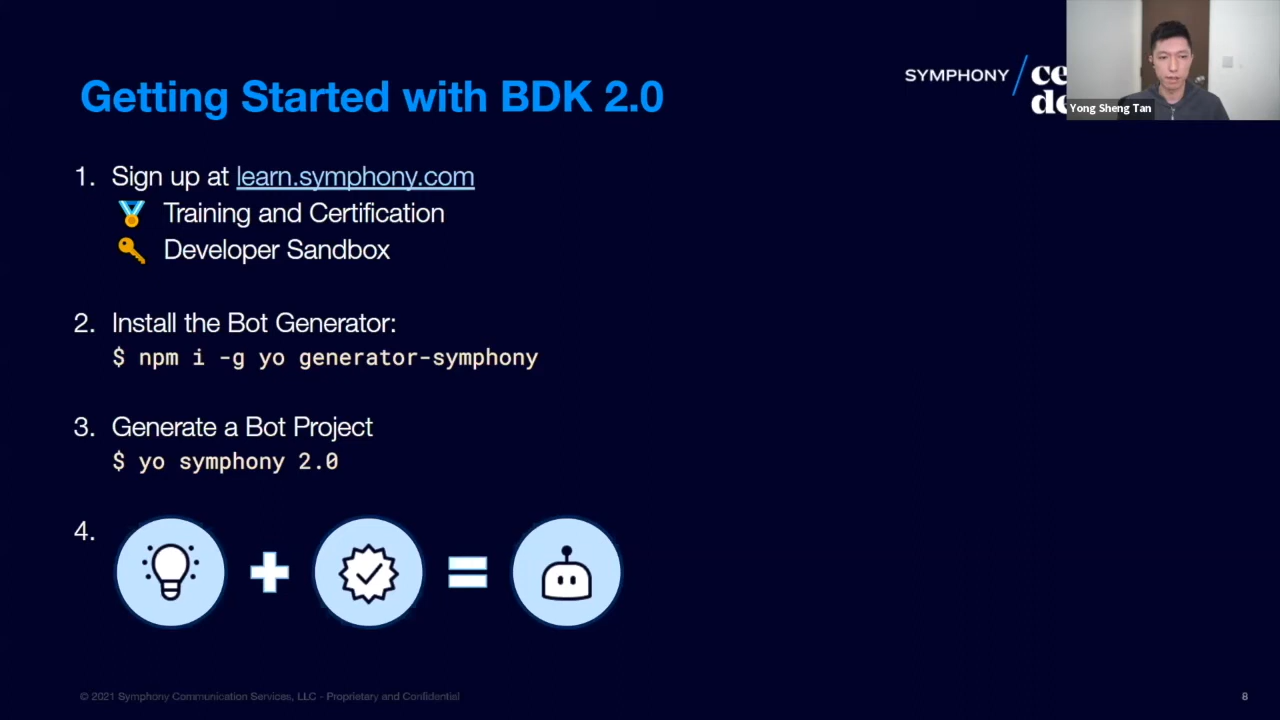 Getting Started with BDK 2.0
SYMPHONY
ce
de
Yong Sheng Tan
1. Sign up at learn.symphony.com
Training and Certification
Developer Sandbox
2. Install the Bot Generator:
$ npm i -g yo generator-symphony
3. Generate a Bot Project
$ yo symphony 2.0
4.
© 2021 Symphony Communication Services, LLC - Proprietary and Confidential
8